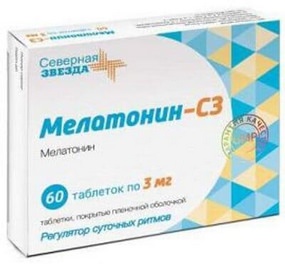 Северная
ЗВЕЗДА
Мелатонин-СЗ
Мелатонин
60 таблеток по 3 мг
таблетки, покрытые пленочной оболочкой
Регулятор суточных ритмов